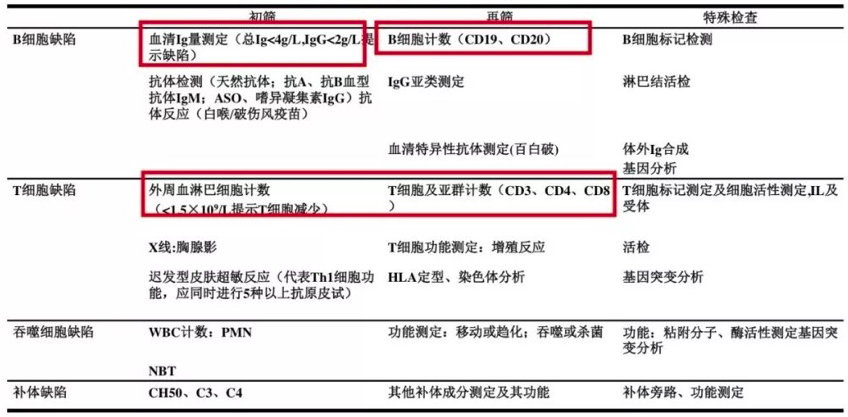 初筛 再筛 特殊检查
B细胞缺陷 血清Ig量测定（总Ig<4g/L,IgG<2g/L提 B细胞计数（CD19、CD20） B细胞标记检测
示缺陷）
抗体检测（天然抗体；抗A、抗B血型 IgG亚类测定 淋巴结活检
抗体IgM；ASO、嗜异凝集素IgG）抗
体反应（白喉/破伤风疫苗）
血清特异性抗体测定(百白破) 体外Ig合成
基因分析
T细胞缺陷 外周血淋巴细胞计数 T细胞及亚群计数（CD3、CD4、CD8 T细胞标记测定及细胞活性测定,IL及
（<1.5×10⁹/L提示T细胞减少） ） 受体
X线:胸腺影 T细胞功能测定：增殖反应 活检
迟发型皮肤超敏反应（代表Th1细胞功 HLA定型、染色体分析 基因突变分析
能，应同时进行5种以上抗原皮试）
吞噬细胞缺陷 WBC计数：PMN 功能测定：移动或趋化；吞噬或杀菌 功能：粘附分子、酶活性测定基因突
变分析
NBT
补体缺陷 CH50、C3、C4 其他补体成分测定及其功能 补体旁路、功能测定